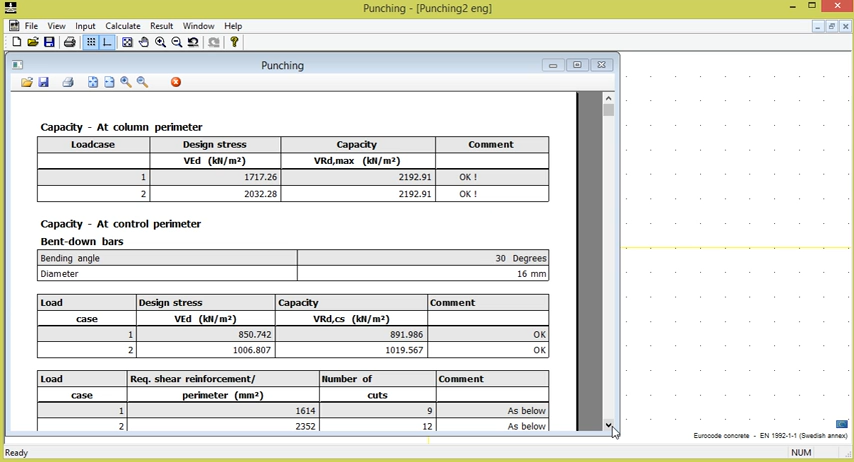 Punching - [Punching2 eng]
File View Input Calculate Result Window Help
Punching
Capacity - At column perimeter
Loadcase Design stress Capacity Comment
VEd (kN/m²) VRd,max (kN/m²)
1 1717.26 2192.91 OK !
2 2032.28 2192.91 OK !
Capacity - At control perimeter
Bent-down bars
Bending angle 30 Degrees
Diameter 16 mm
Load Design stress Capacity Comment
case VEd (kN/m²) VRd,cs (kN/m²)
1 850.742 891.986 OK
2 1006.807 1019.567 OK
Load Req. shear reinforcement/ Number of Comment
case perimeter (mm²) cuts
1 1614 9 As below
2 2352 12 As below
Eurocode concrete - EN 1992-1-1 (Swedish annex)
Ready NUM